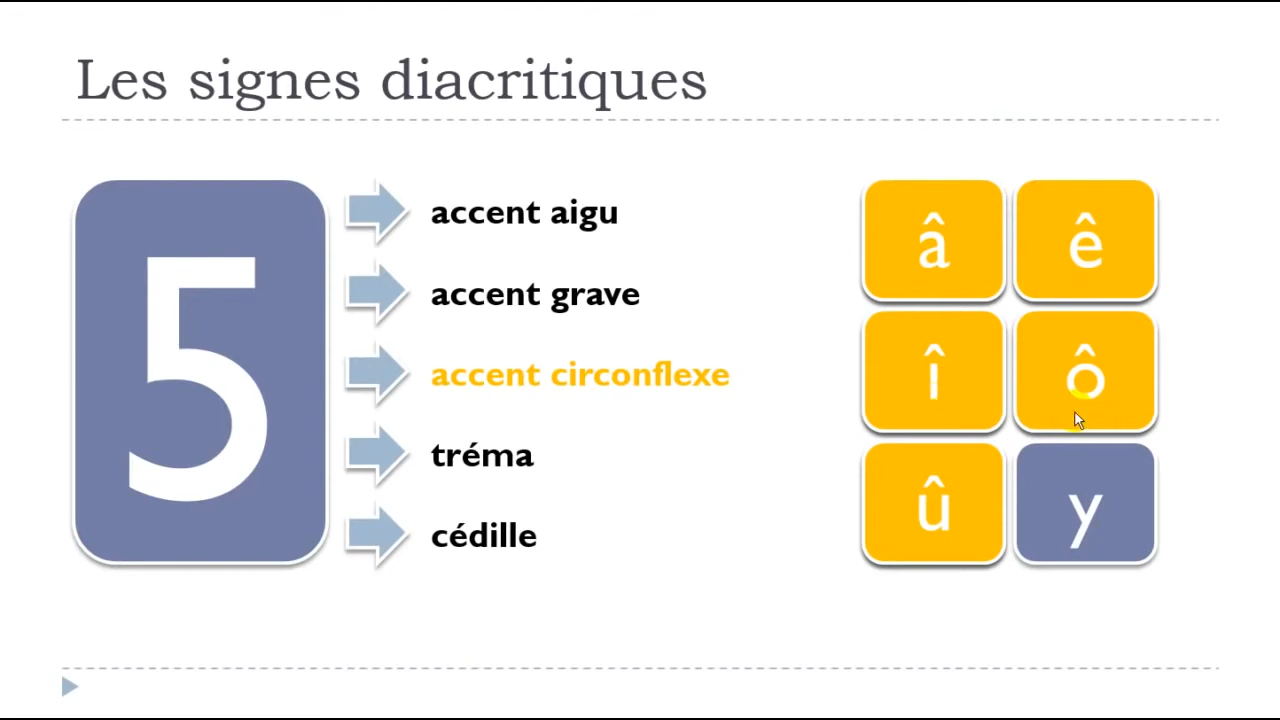 Les signes diacritiques
5
accent aigu
accent grave
accent circonflexe
tréma
cédille
â ê
î ô
û y